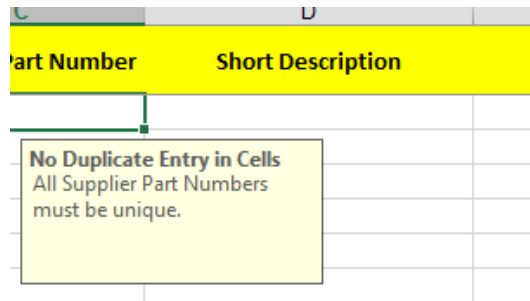 C D
Part Number Short Description
No Duplicate Entry in Cells
All Supplier Part Numbers
must be unique.